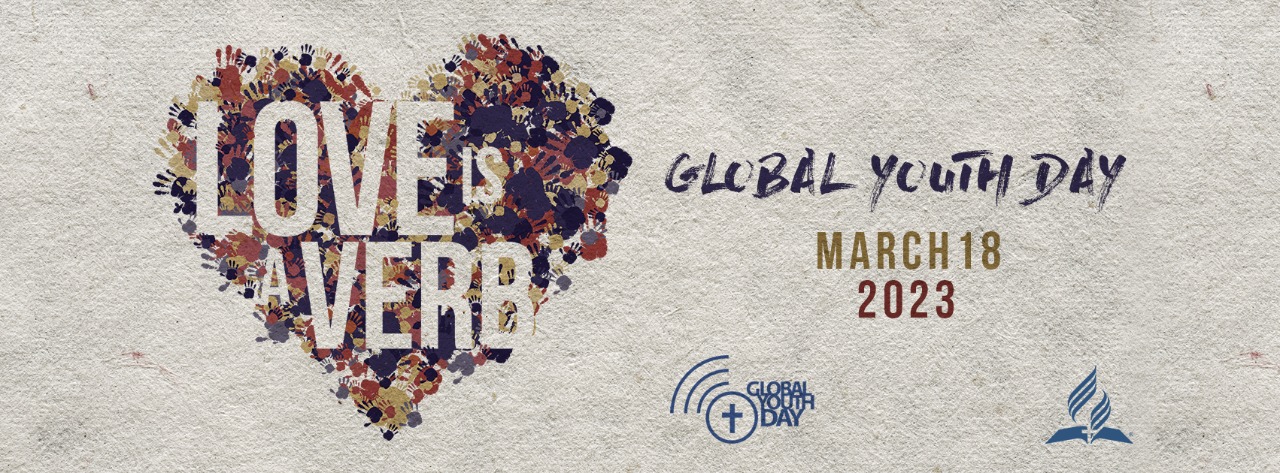 LOVE IS
A VERB
GLOBAL YOUTH DAY
MARCH 18
2023
GLOBAL
YOUTH
DAY